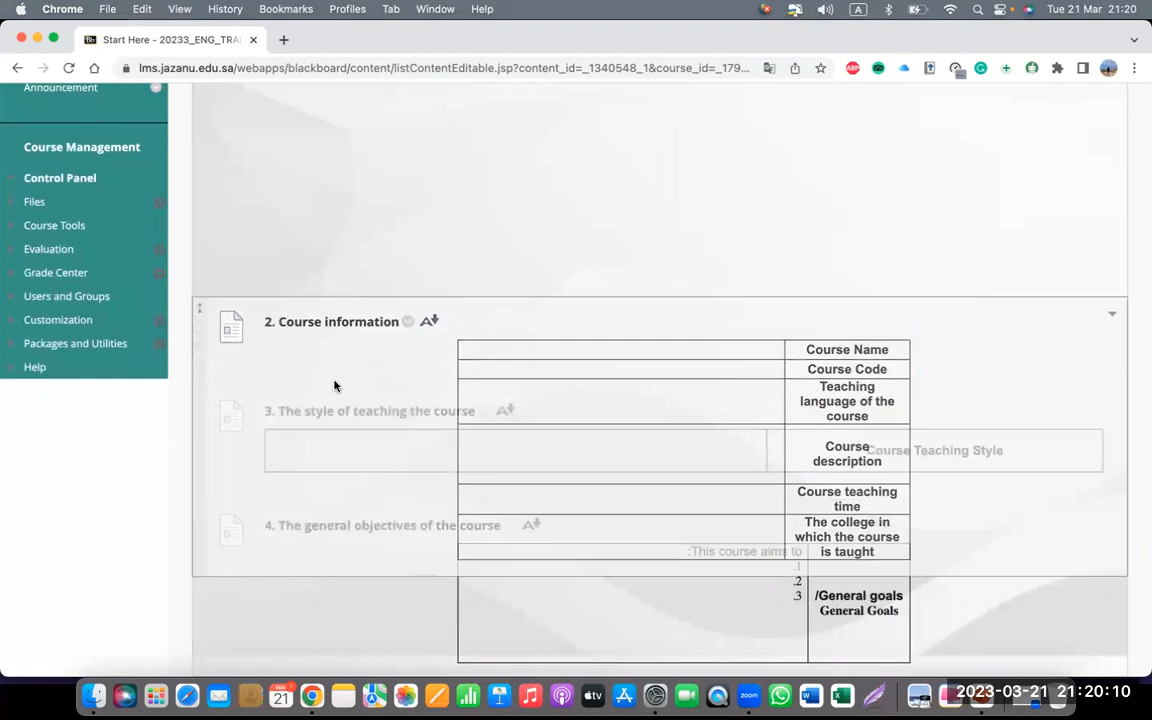 Chrome File Edit View History Bookmarks Profiles Tab Window Help A Tue 21 Mar 21:20
Start Here - 20233_ENG_TRA
lms.jazanu.edu.sa/webapps/blackboard/content/listContentEditable.jsp?content_id=_1340548_1&course_id=_179...
ABP
Announcement
Course Management
Control Panel
Files
Course Tools
Evaluation
Grade Center
Users and Groups
Customization
Packages and Utilities
Help
2. Course information
Course Name
Course Code
Teaching
language of the
course
3. The style of teaching the course
Course
description
Course Teaching Style
Course teaching
time
4. The general objectives of the course
The college in
which the course
is taught
:This course aims to
.1
.2
.3
/General goals
General Goals
MAR
21
zoom
2023-03-21 21:20:10